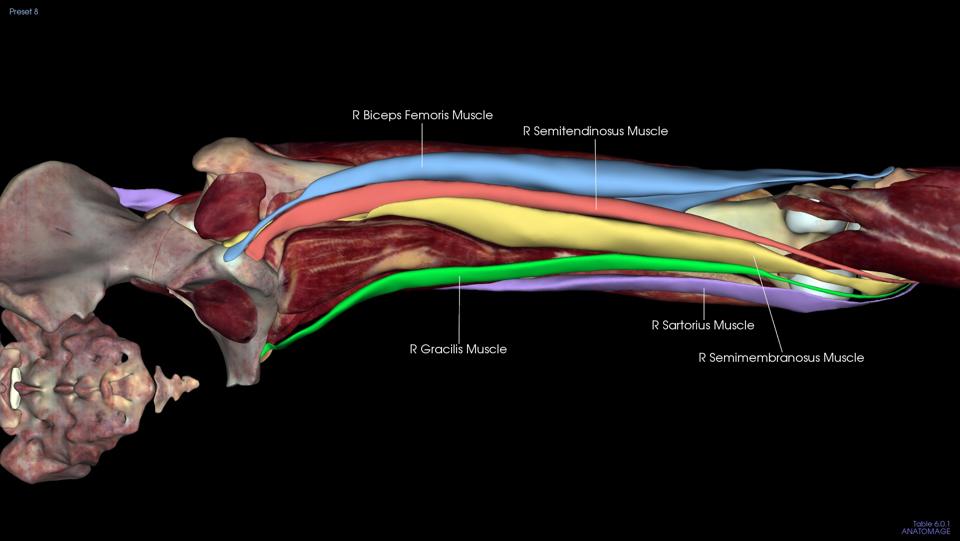 Preset 8
R Biceps Femoris Muscle
R Semitendinosus Muscle
R Sartorius Muscle
R Gracilis Muscle
R Semimembranosus Muscle
Table 6.0.1
ANATOMAGE